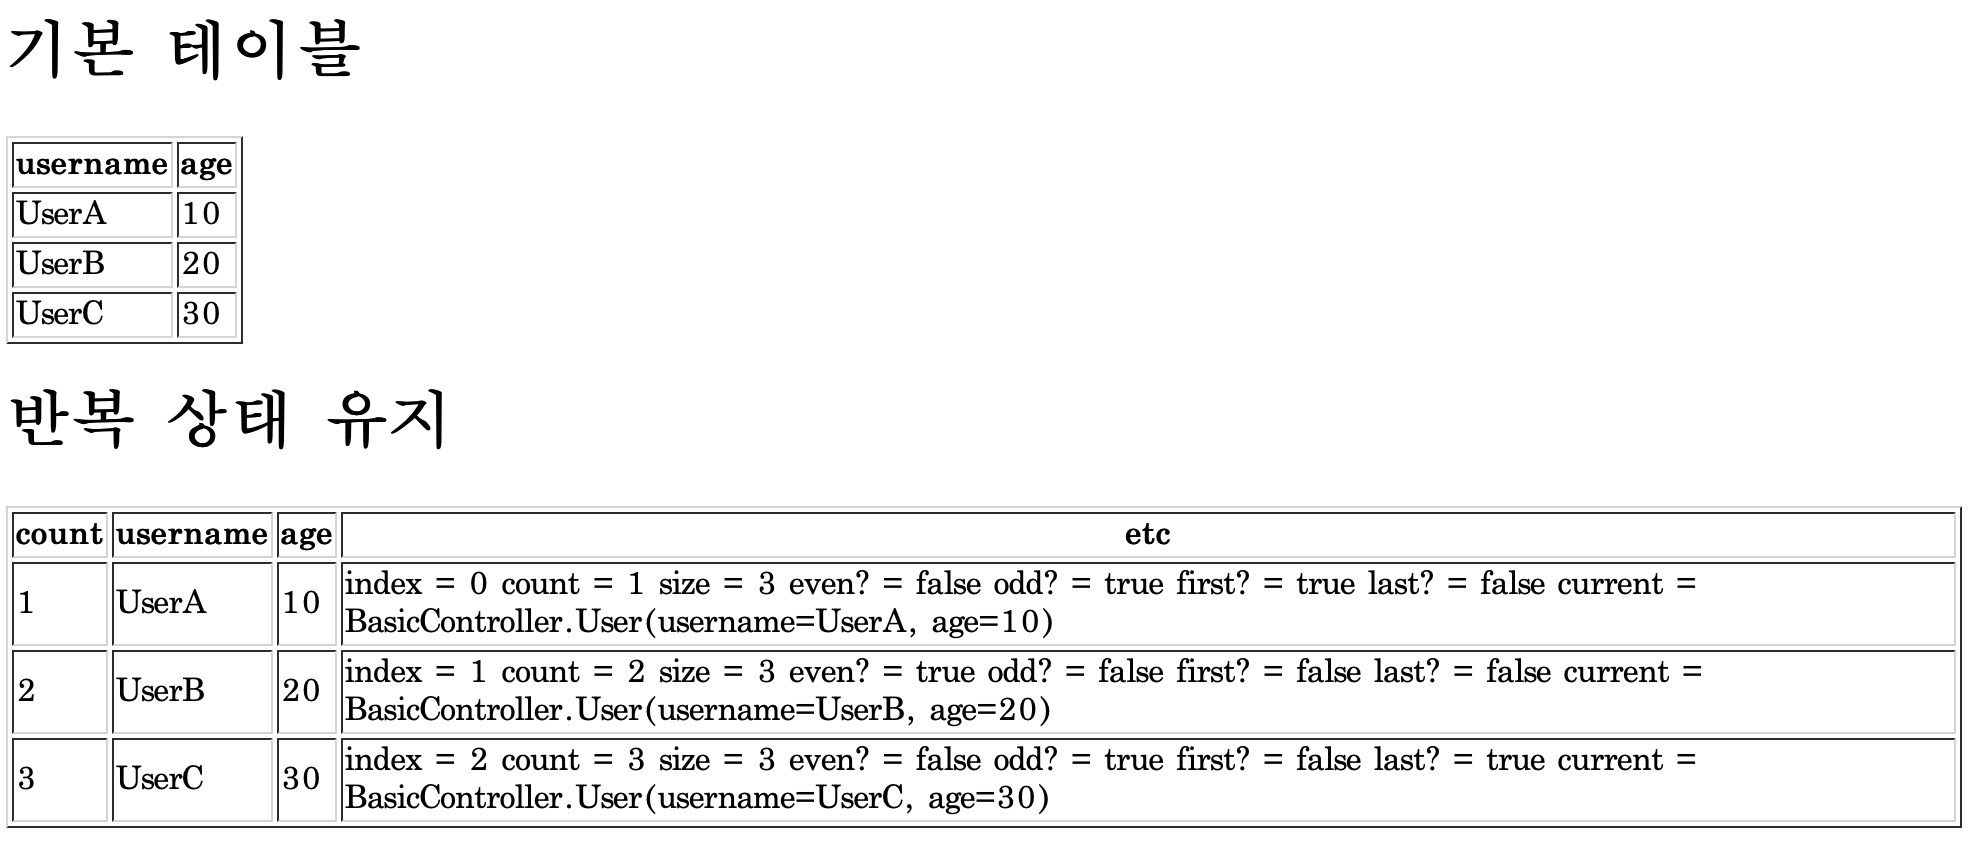 기본 테이블
username age
UserA 10
UserB 20
UserC 30
반복 상태 유지
count username age etc
1 UserA 10 index = 0 count = 1 size = 3 even? = false odd? = true first? = true last? = false current =
BasicController.User(username=UserA, age=10)
2 UserB 20 index = 1 count = 2 size = 3 even? = true odd? = false first? = false last? = false current =
BasicController.User(username=UserB, age=20)
3 UserC 30 index = 2 count = 3 size = 3 even? = false odd? = true first? = false last? = true current =
BasicController.User(username=UserC, age=30)